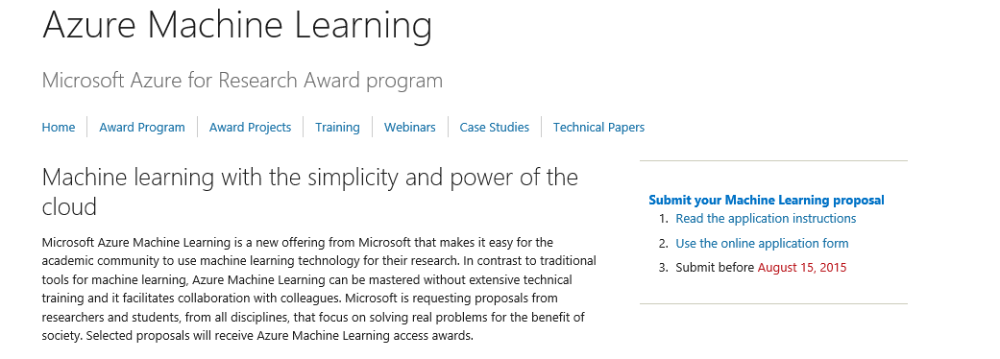 Azure Machine Learning
Microsoft Azure for Research Award program
Home
Award Program
Award Projects
Training
Webinars
Case Studies
Technical Papers
Machine learning with the simplicity and power of the
cloud
Microsoft Azure Machine Learning is a new offering from Microsoft that makes it easy for the
academic community to use machine learning technology for their research. In contrast to traditional
tools for machine learning, Azure Machine Learning can be mastered without extensive technical
training and it facilitates collaboration with colleagues. Microsoft is requesting proposals from
researchers and students, from all disciplines, that focus on solving real problems for the benefit of
society. Selected proposals will receive Azure Machine Learning access awards.
Submit your Machine Learning proposal
1. Read the application instructions
2. Use the online application form
3. Submit before August 15, 2015